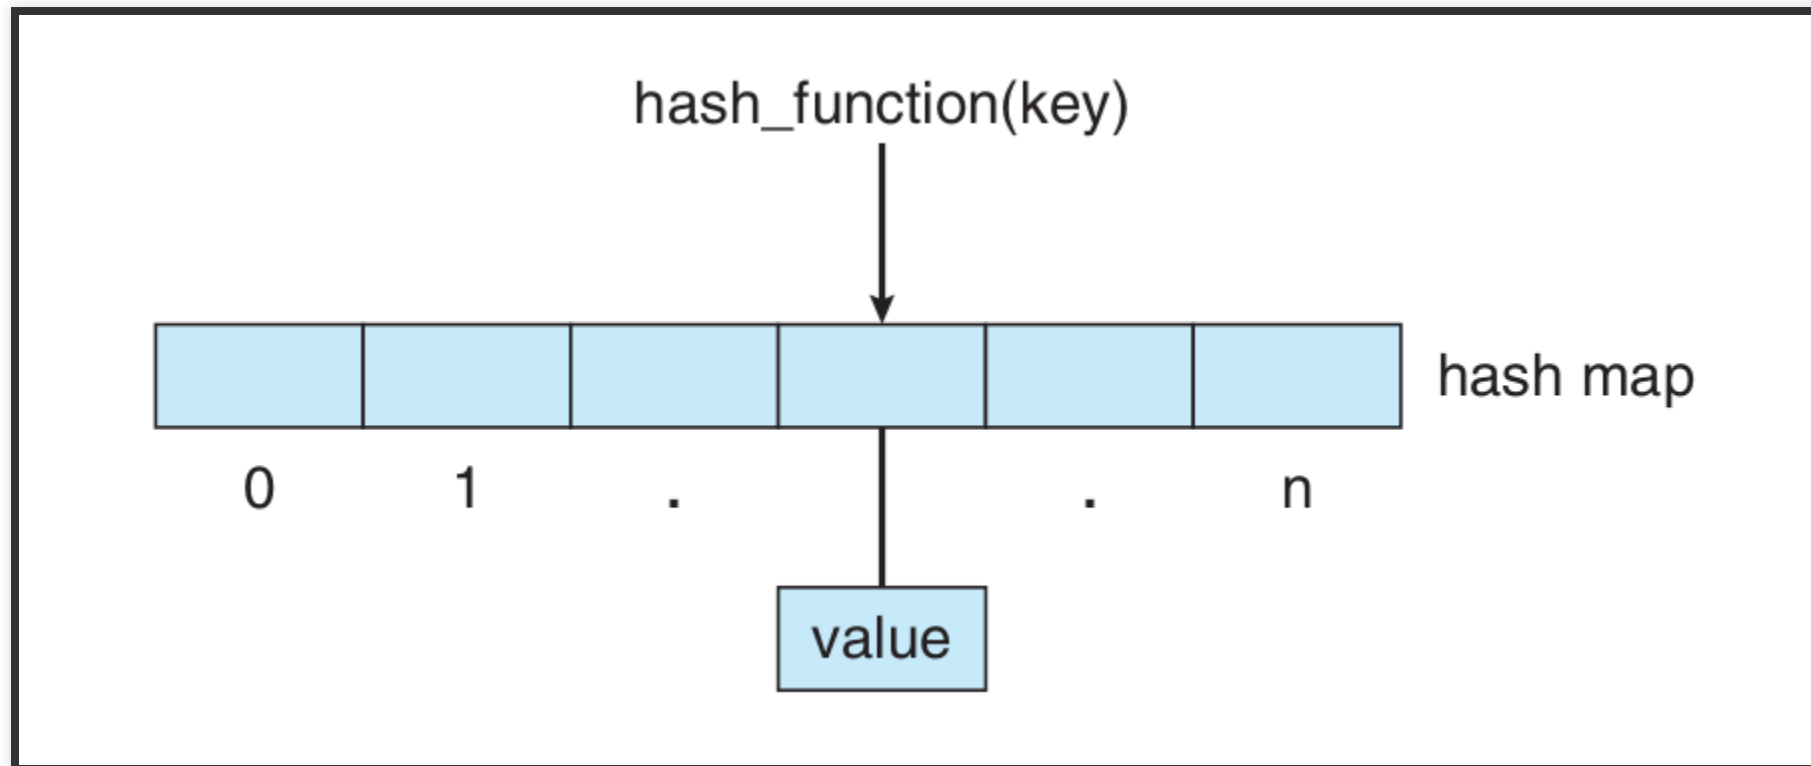 hash_function(key)
hash map
0 1 . . n
value